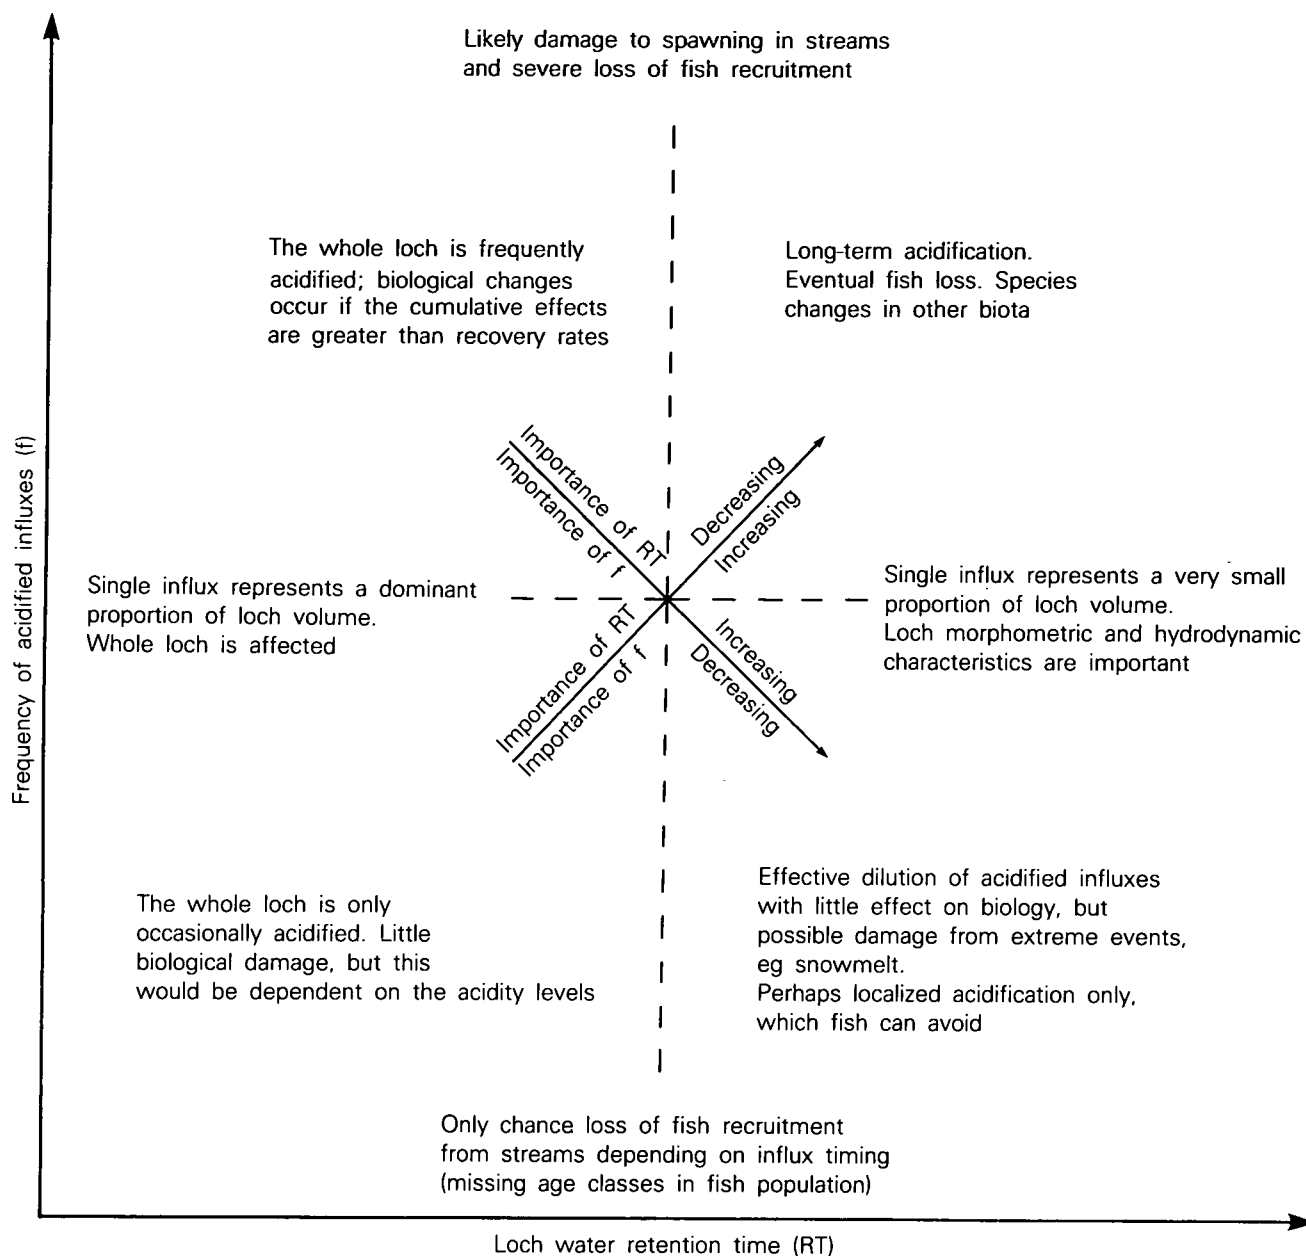 Likely damage to spawning in streams
and severe loss of fish recruitment
The whole loch is frequently
acidified; biological changes
occur if the cumulative effects
are greater than recovery rates
Long-term acidification.
Eventual fish loss. Species
changes in other biota
Frequency of acidified influxes (f)
Importance of RT
Importance of f
Decreasing
Increasing
Single influx represents a dominant
proportion of loch volume.
Whole loch is affected
Single influx represents a very small
proportion of loch volume.
Loch morphometric and hydrodynamic
characteristics are important
Importance of RT
Importance of f
Increasing
Decreasing
The whole loch is only
occasionally acidified. Little
biological damage, but this
would be dependent on the acidity levels
Effective dilution of acidified influxes
with little effect on biology, but
possible damage from extreme events,
eg snowmelt.
Perhaps localized acidification only,
which fish can avoid
Only chance loss of fish recruitment
from streams depending on influx timing
(missing age classes in fish population)
Loch water retention time (RT)